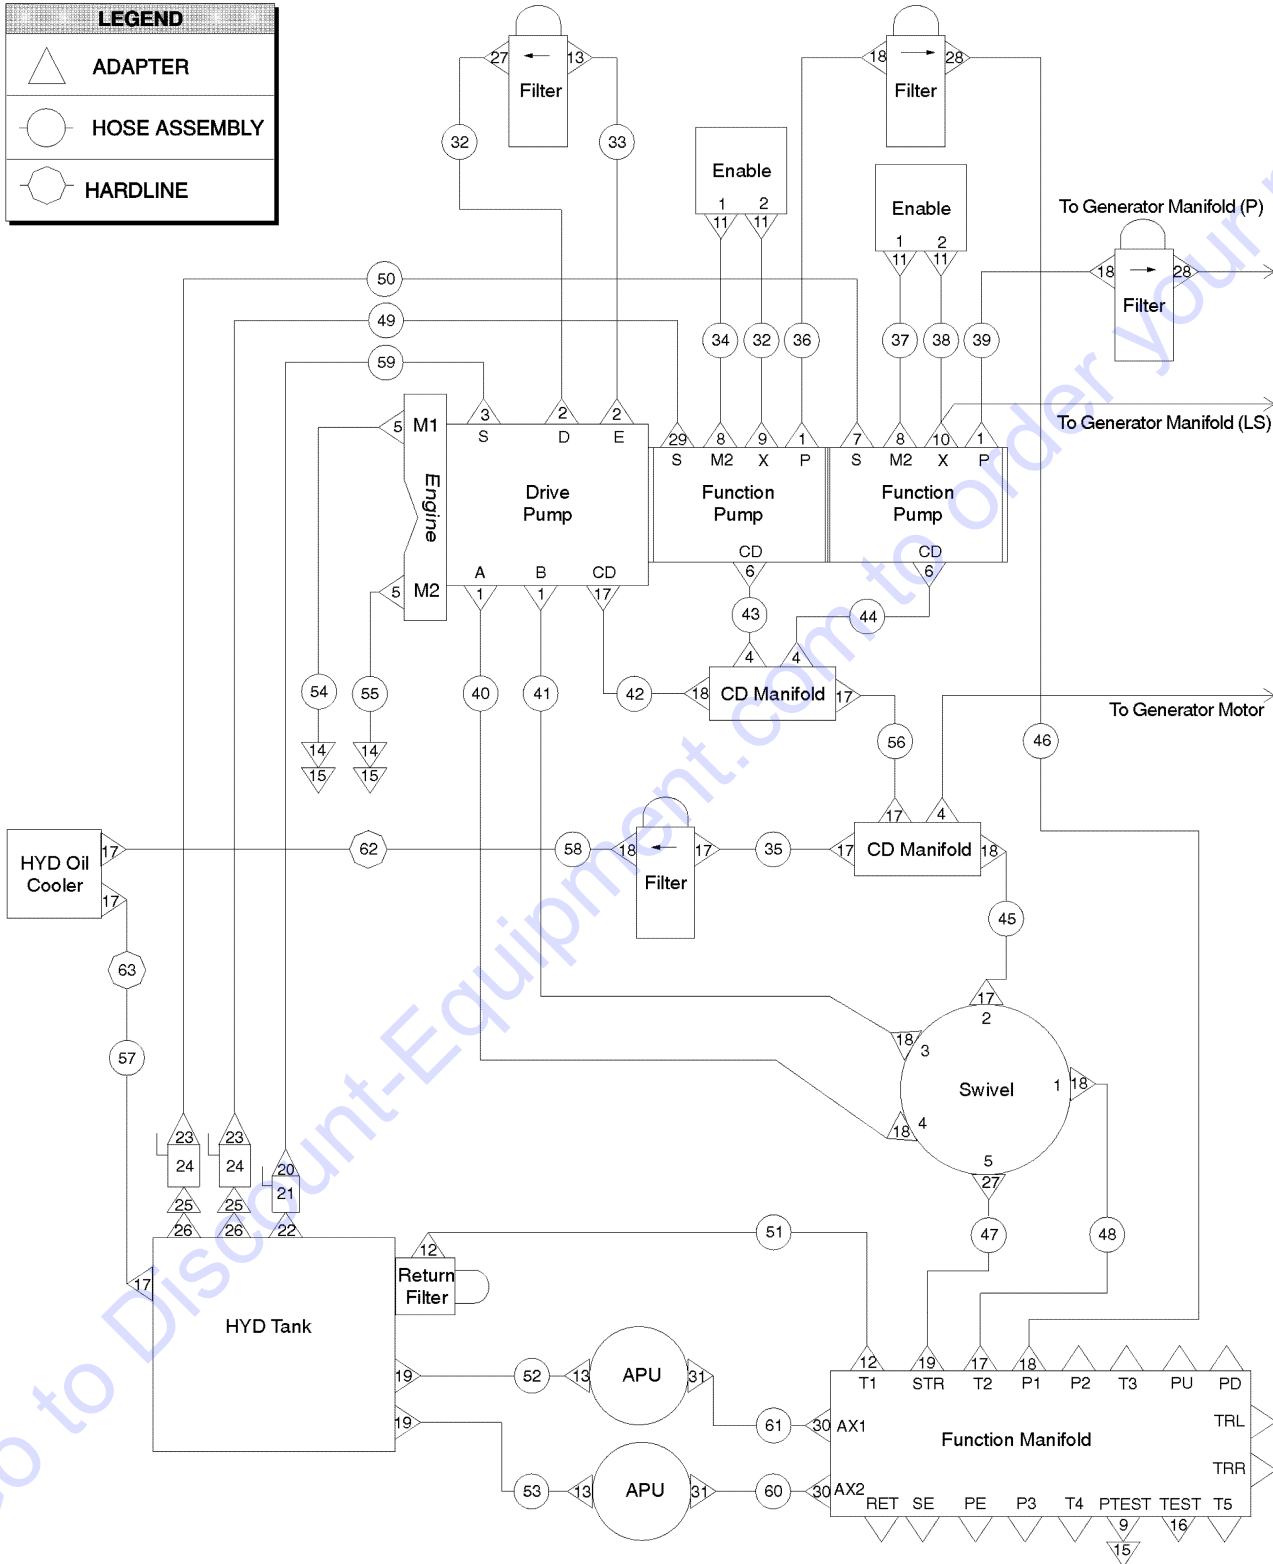 LEGEND
ADAPTER
HOSE ASSEMBLY
HARDLINE
27
13
Filter
32
33
18
28
Filter
Enable
1 2
11 11
Enable
1 2
11 11
To Generator Manifold (P)
18
28
Filter
50
49
59
34
32
36
37
38
39
To Generator Manifold (LS)
5
M1
Engine
5
M2
3
S
2
D
2
E
Drive
Pump
A
1
B
1
CD
17
29
S
8
M2
9
X
1
P
Function
Pump
CD
6
7
S
8
M2
10
X
1
P
Function
Pump
CD
6
43
44
4
4
54
55
40
41
42
18
CD Manifold
17
To Generator Motor
14
15
14
15
56
46
17
4
HYD Oil
Cooler
17
17
62
58
18
17
Filter
35
17
CD Manifold
18
45
63
57
17
2
18
3
Swivel
1
18
18
4
5
27
23
24
25
26
23
24
25
26
20
21
22
51
47
48
12
Return
Filter
17
HYD Tank
19
52
13
APU
31
61
30
AX1
19
53
13
APU
31
60
30
AX2
12
T1
19
STR
17
T2
18
P1
P2
T3
PU
PD
TRL
Function Manifold
TRR
RET
SE
PE
P3
T4
PTEST
9
15
TEST
16
T5
Go to Discount-Equipment.com to order your